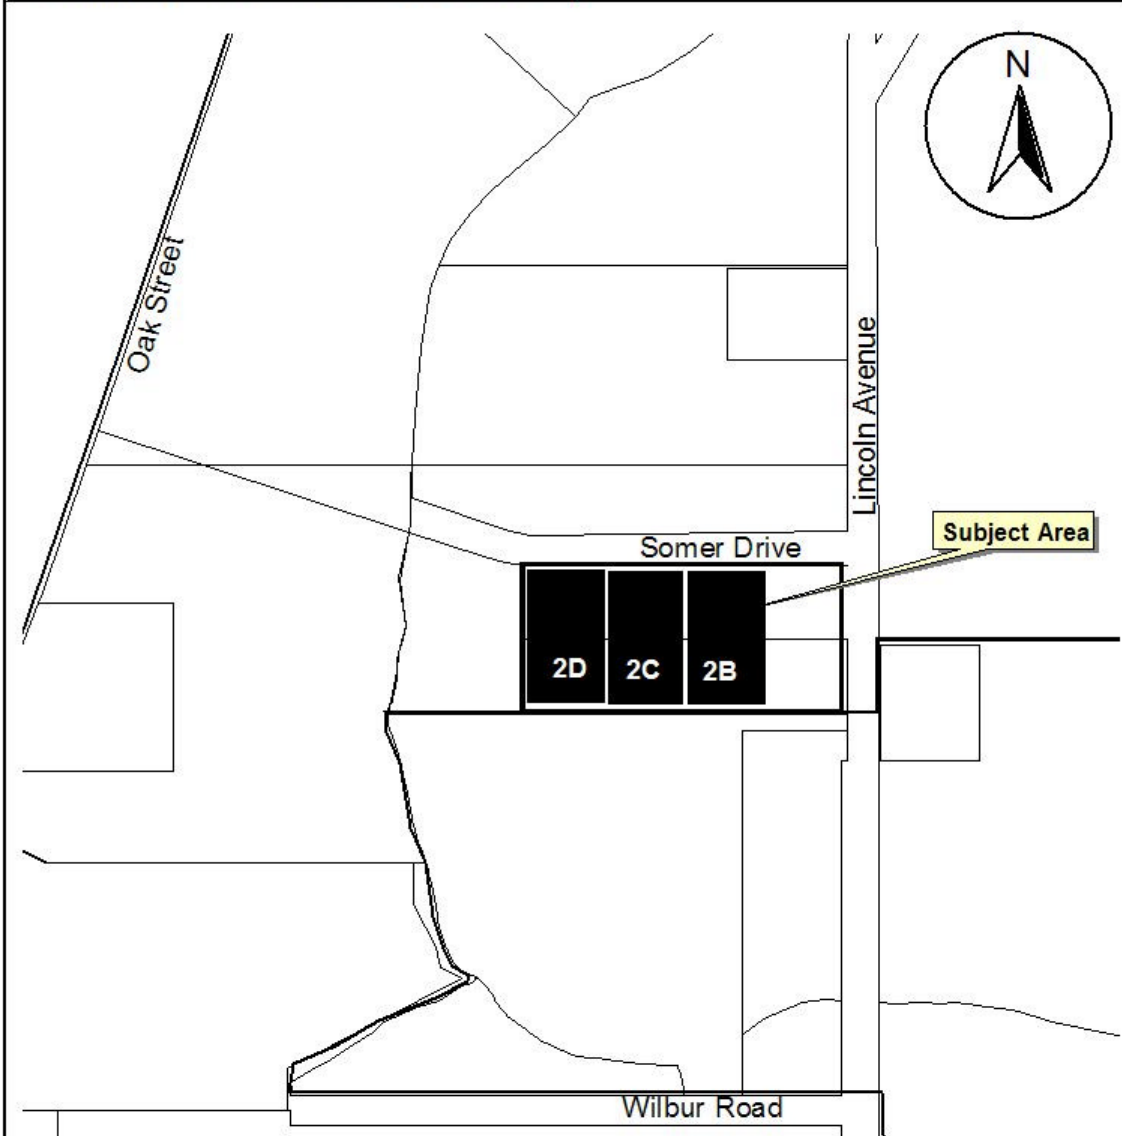 N
Oak Street
Lincoln Avenue
Subject Area
Somer Drive
2D 2C 2B
Wilbur Road